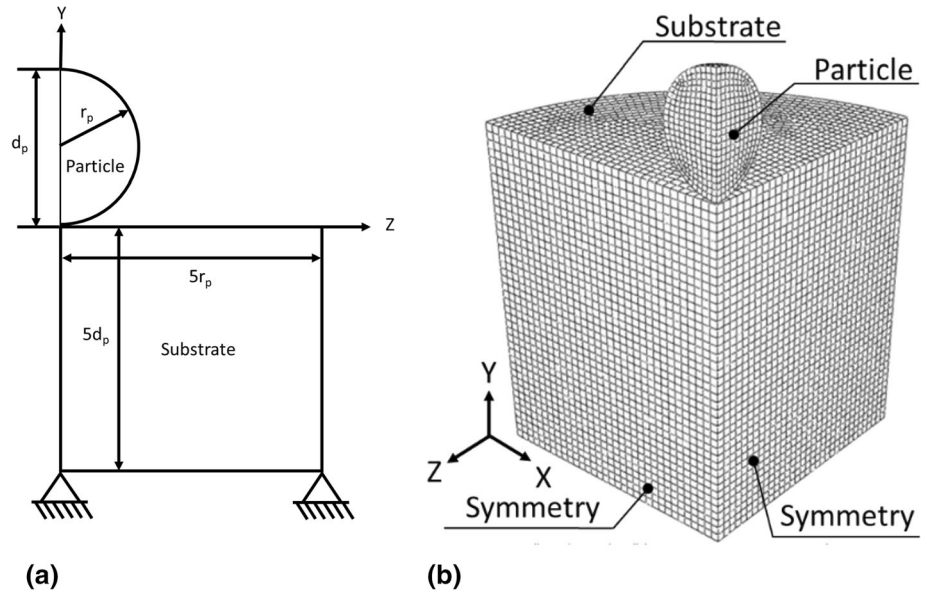 Y
d_p
r_p
Particle
Z
5r_p
5d_p
Substrate
(a)
Substrate
Particle
Y
Z
X
Symmetry
Symmetry
(b)